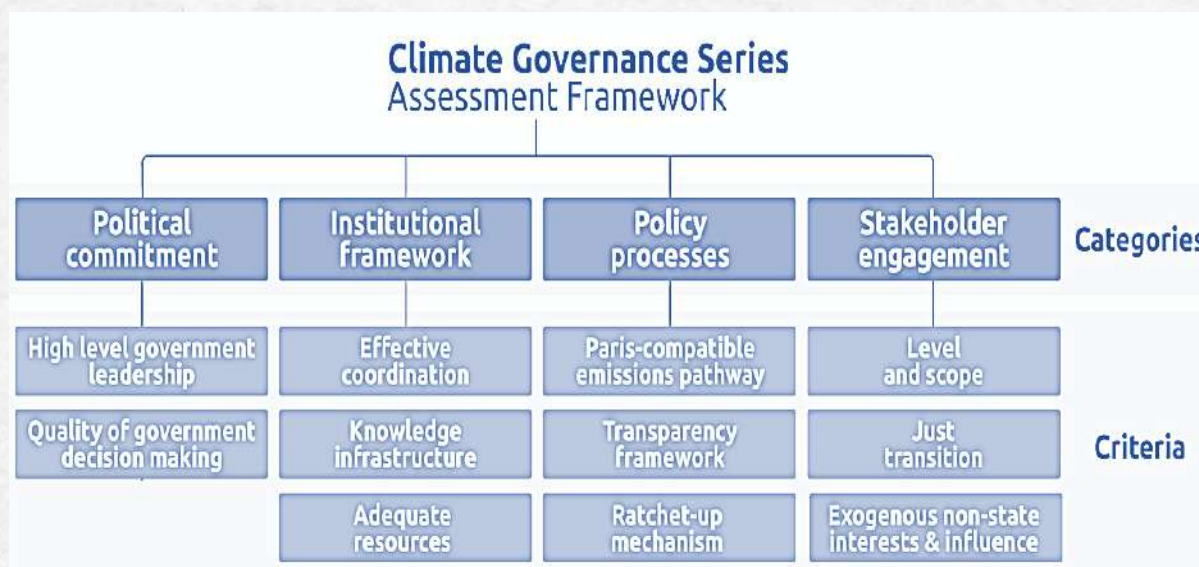 Climate Governance Series
Assessment Framework
Political
commitment
Institutional
framework
Policy
processes
Stakeholder
engagement
Categories
High level government
leadership
Effective
coordination
Paris-compatible
emissions pathway
Level
and scope
Quality of government
decision making
Knowledge
infrastructure
Transparency
framework
Just
transition
Criteria
Adequate
resources
Ratchet-up
mechanism
Exogenous non-state
interests & influence